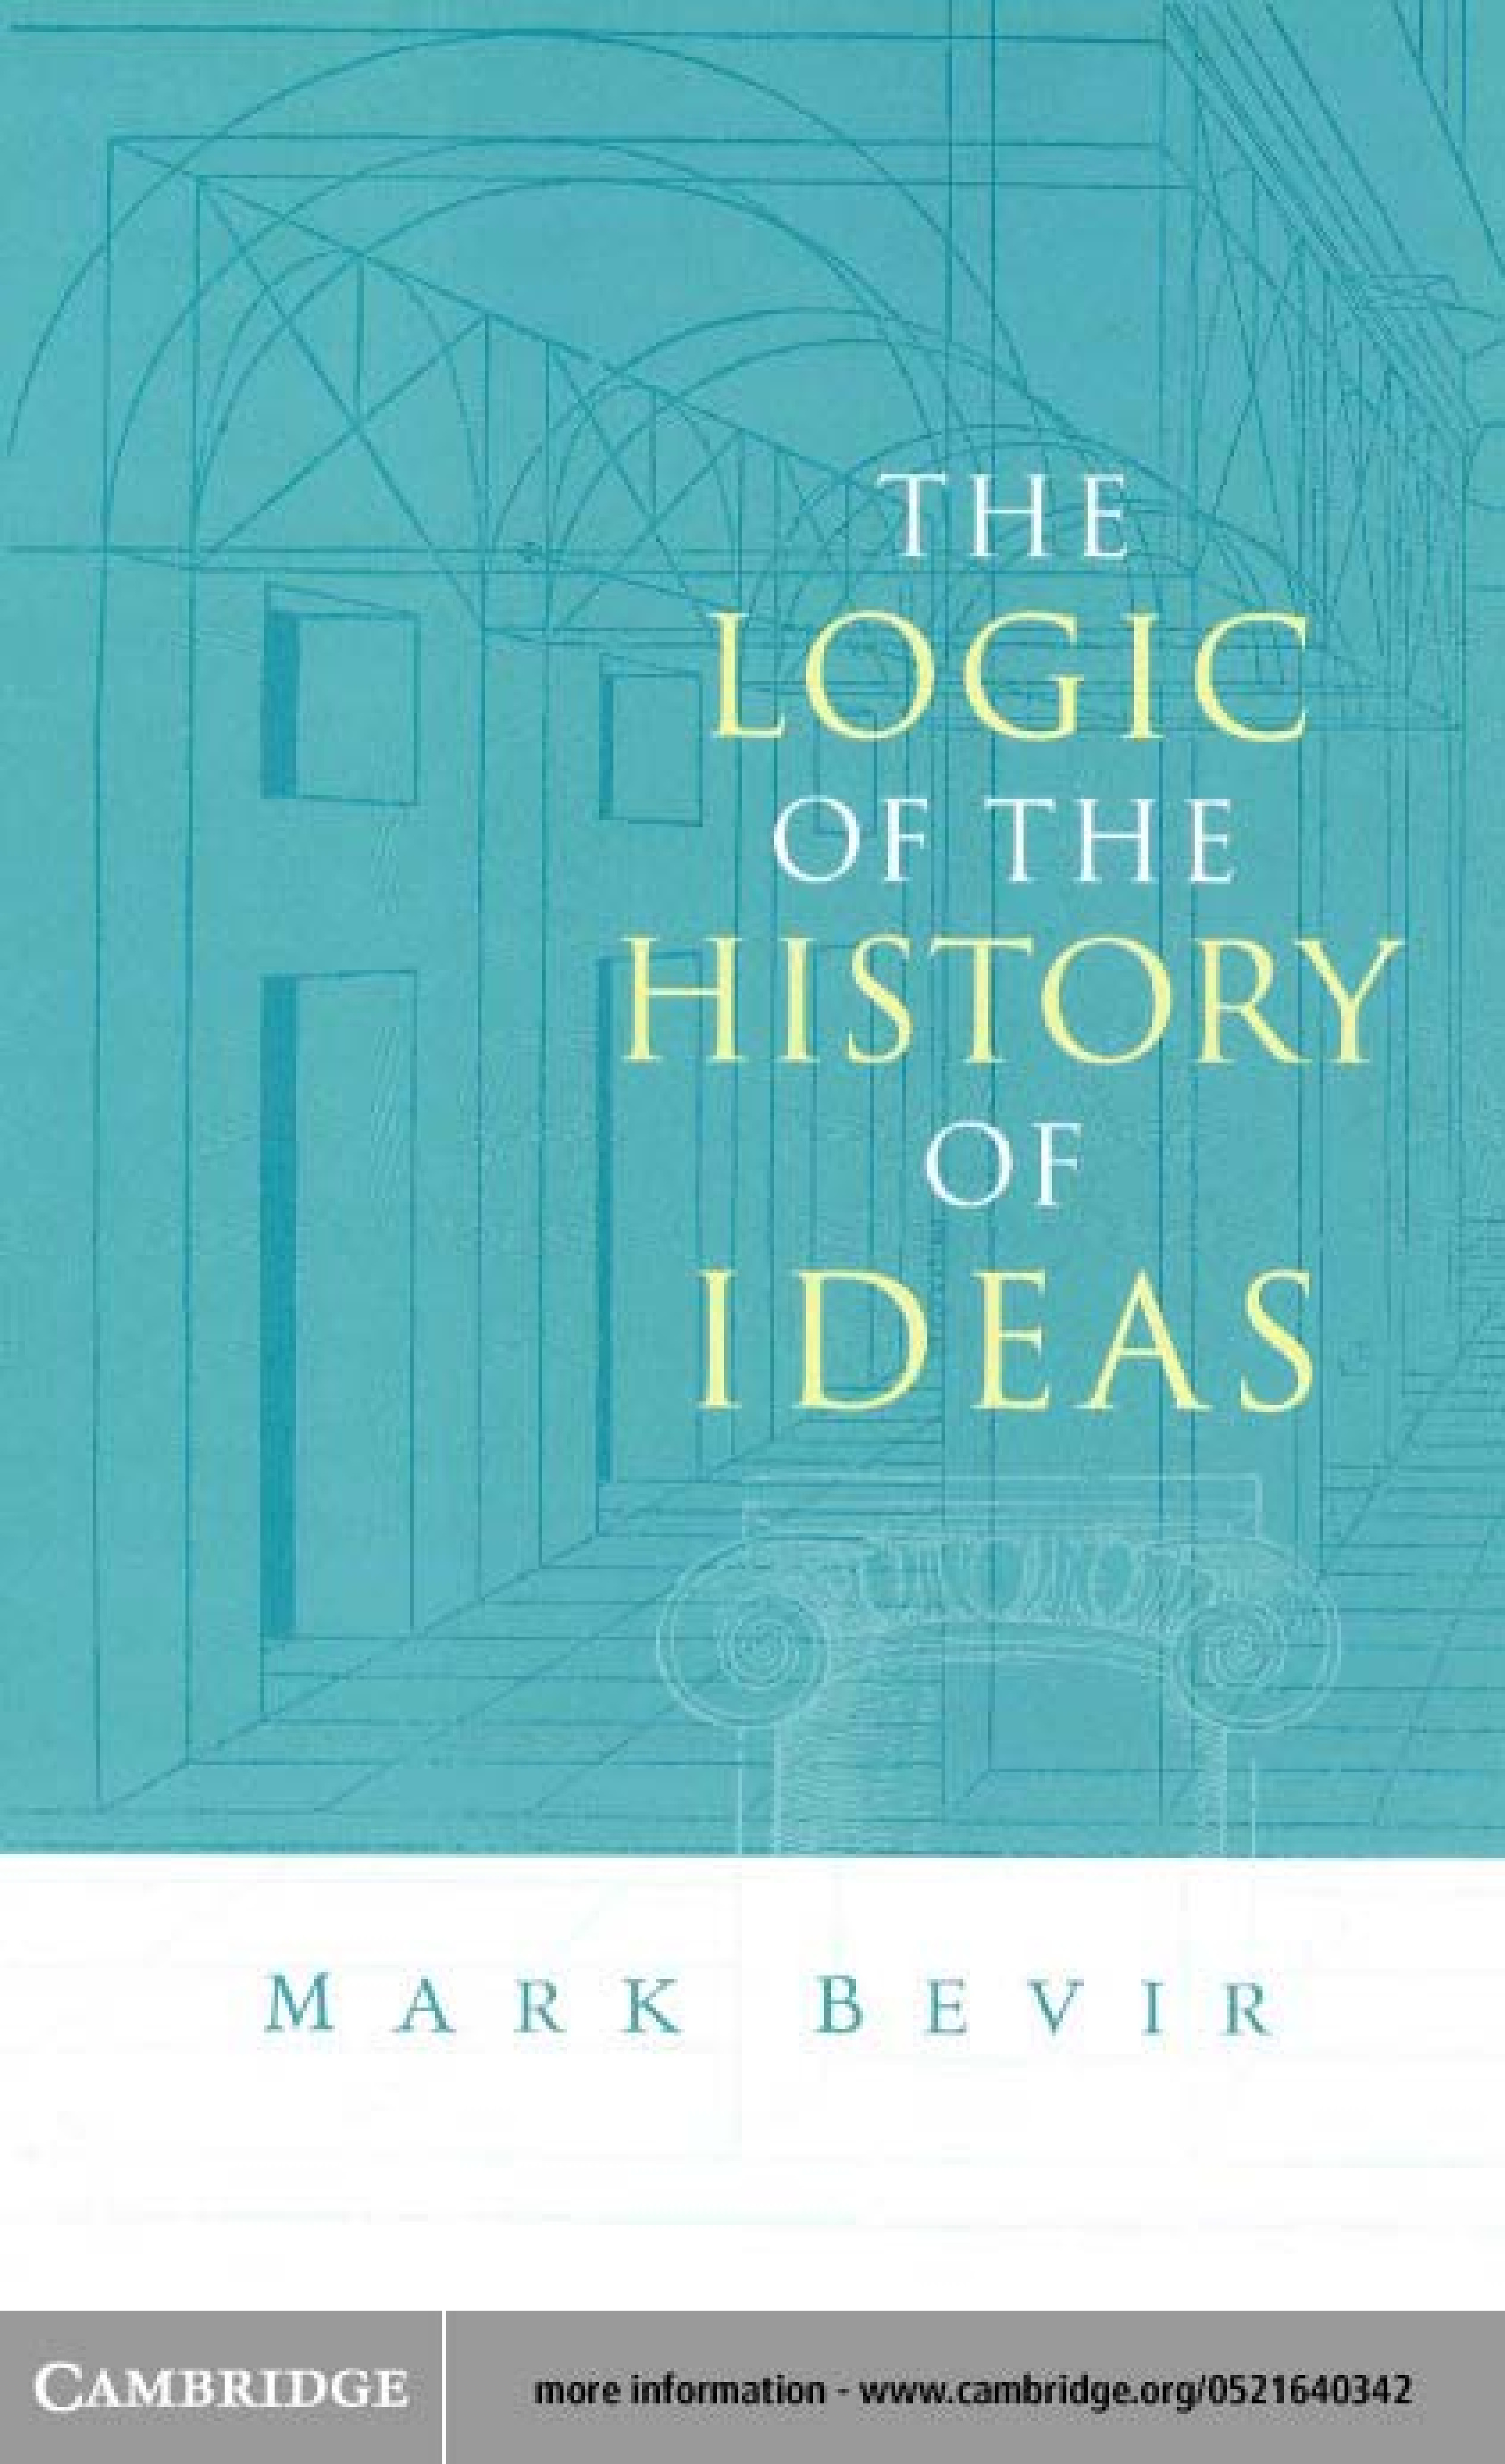 THE
LOGIC
OF THE
HISTORY
OF
IDEAS
MARK BEVIR
CAMBRIDGE
more information - www.cambridge.org/0521640342